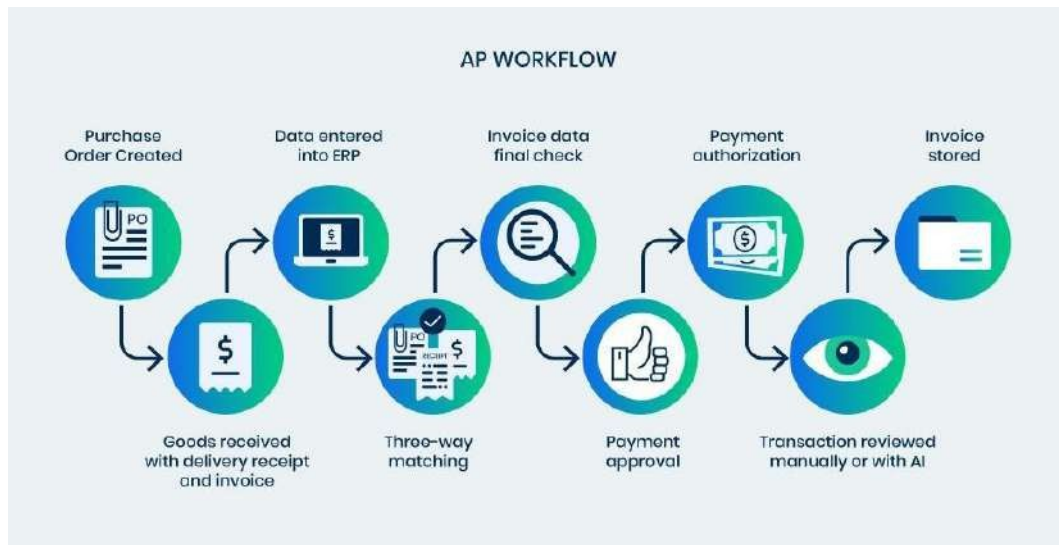 AP WORKFLOW
Purchase
Order Created
PO
$
Goods received
with delivery receipt
and invoice
Data entered
into ERP
$
PO
RECEIPT
$
Three-way
matching
Invoice data
final check
Payment
approval
Payment
authorization
$
Transaction reviewed
manually or with AI
Invoice
stored